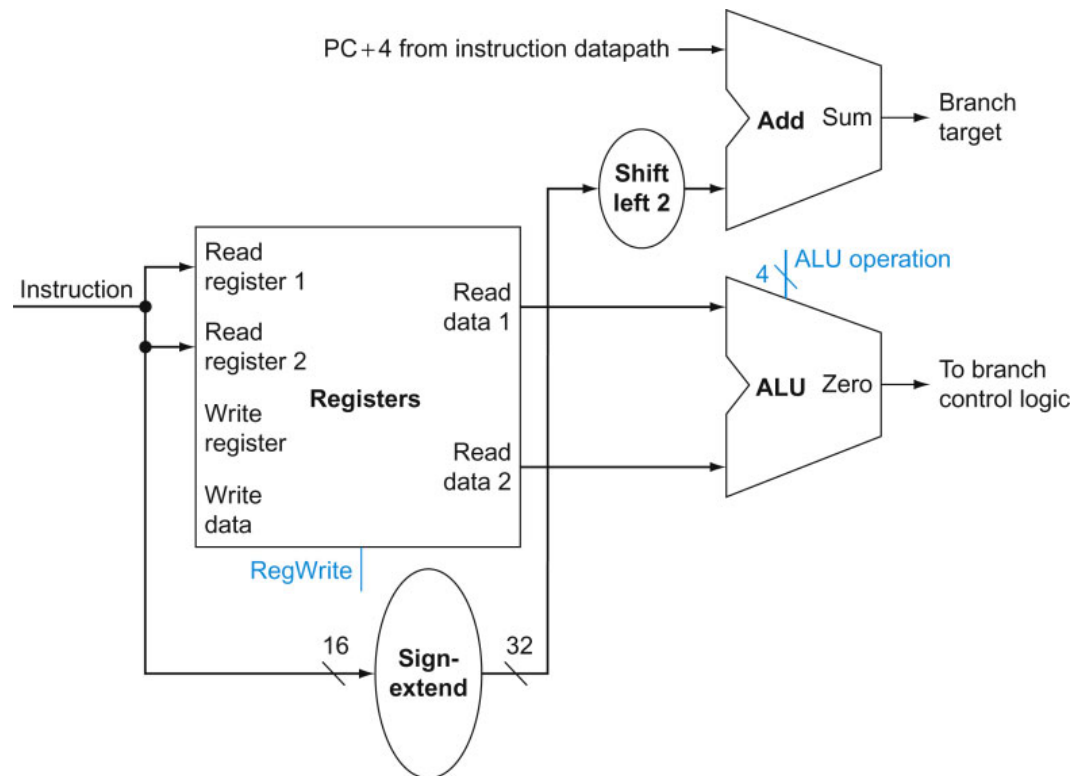 PC+4 from instruction datapath
Add
Sum
Branch
target
Shift
left 2
Instruction
Read
register 1
Read
register 2
Write
register
Write
data
Registers
Read
data 1
Read
data 2
RegWrite
4
ALU operation
ALU
Zero
To branch
control logic
16
Sign-
extend
32